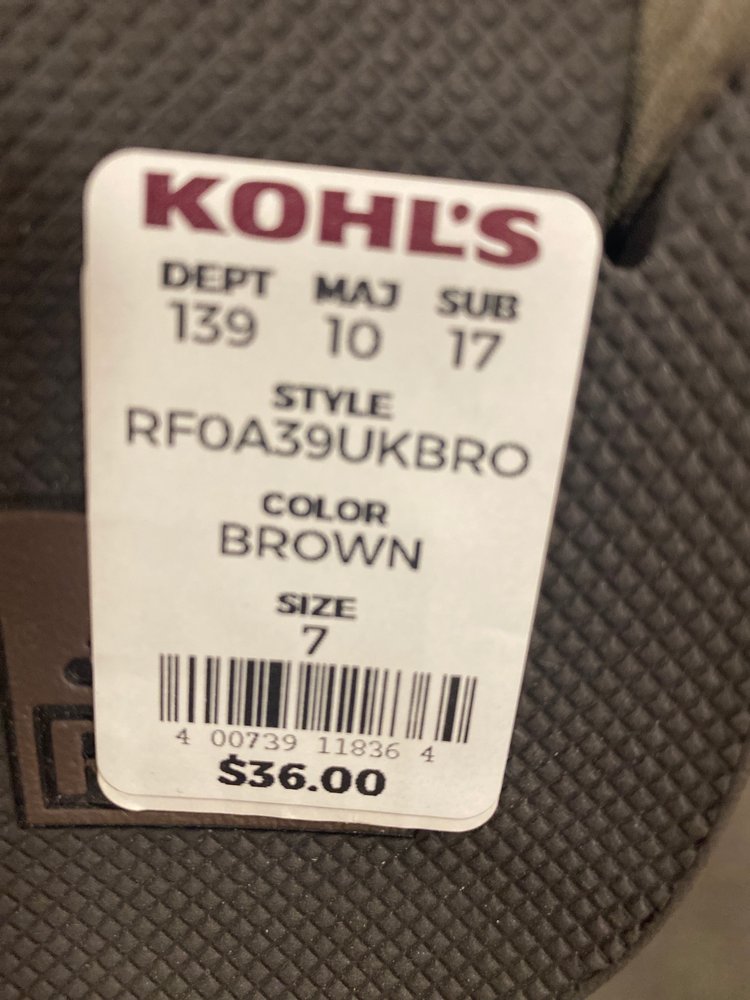 KOHL'S
DEPT MAJ SUB
139 10 17
STYLE
RF0A39UKBRO
COLOR
BROWN
SIZE
7
4 00739 11836 4
$36.00